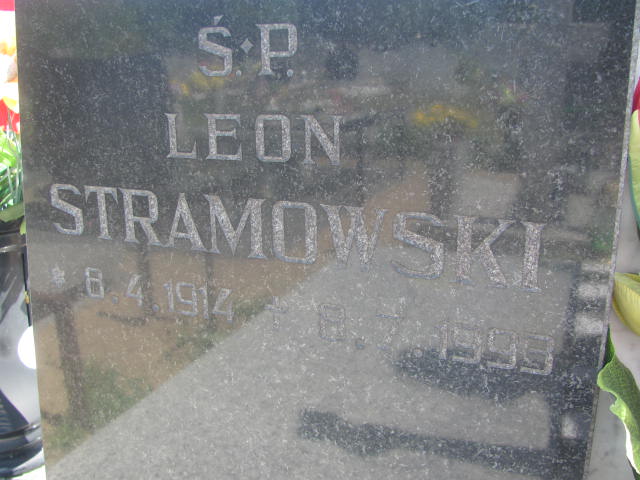 Ś.P.
LEON
STRAMOWSKI
* 8.4.1914 + 8.7.1999